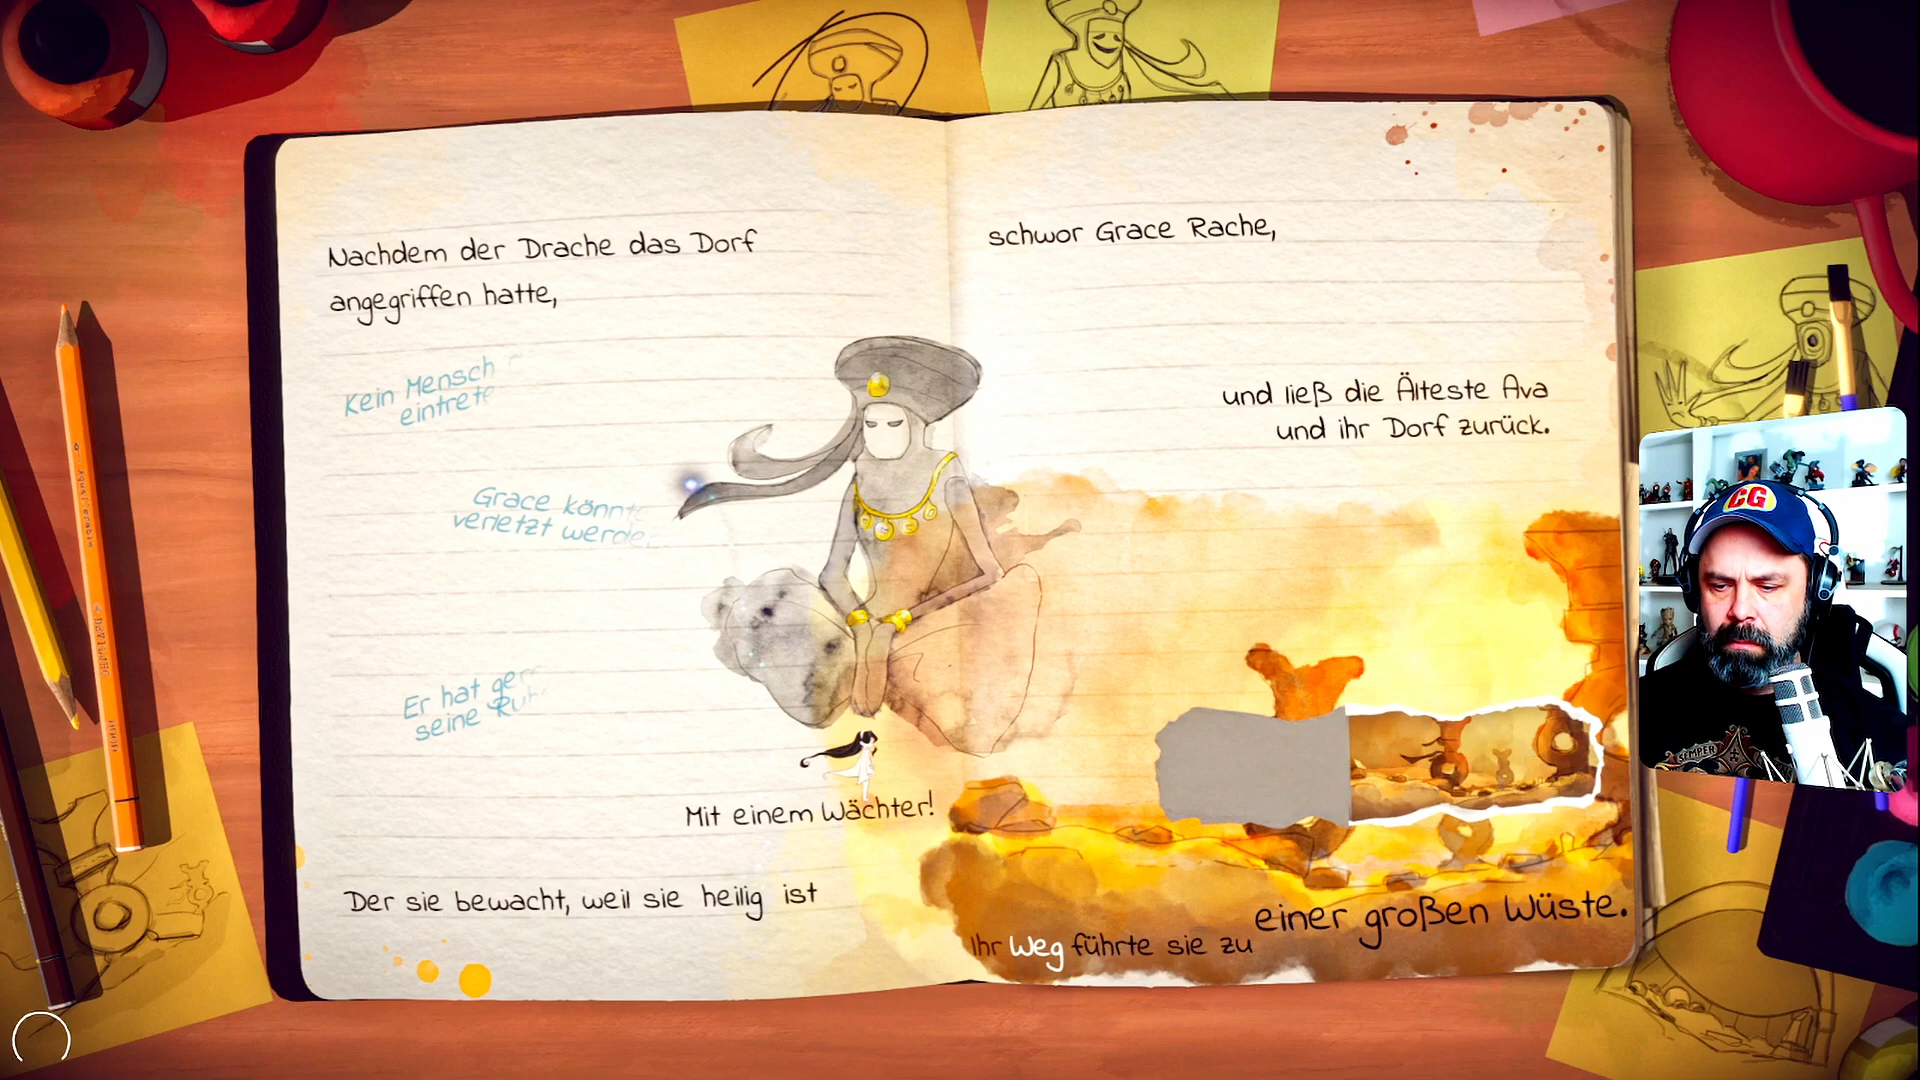 Nachdem der Drache das Dorf
angegriffen hatte,
Kein Mensch
Grace
verletzt
Er hat
seine
Mit einem Wächter!
Der sie bewacht, weil sie heilig ist
schwor Grace Rache,
und ließ die Älteste Ava
und ihr Dorf zurück.
Ihr Weg führte sie zu
einer großen Wüste.
CG
SEMPER